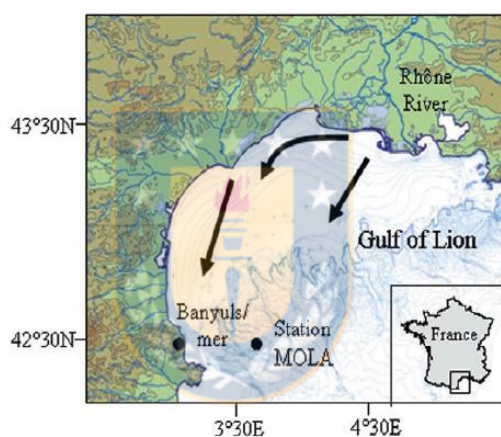 Rhône
River
43°30N
Gulf of Lion
Banyuls/
mer
Station
MOLA
42°30N
France
3°30E
4°30E